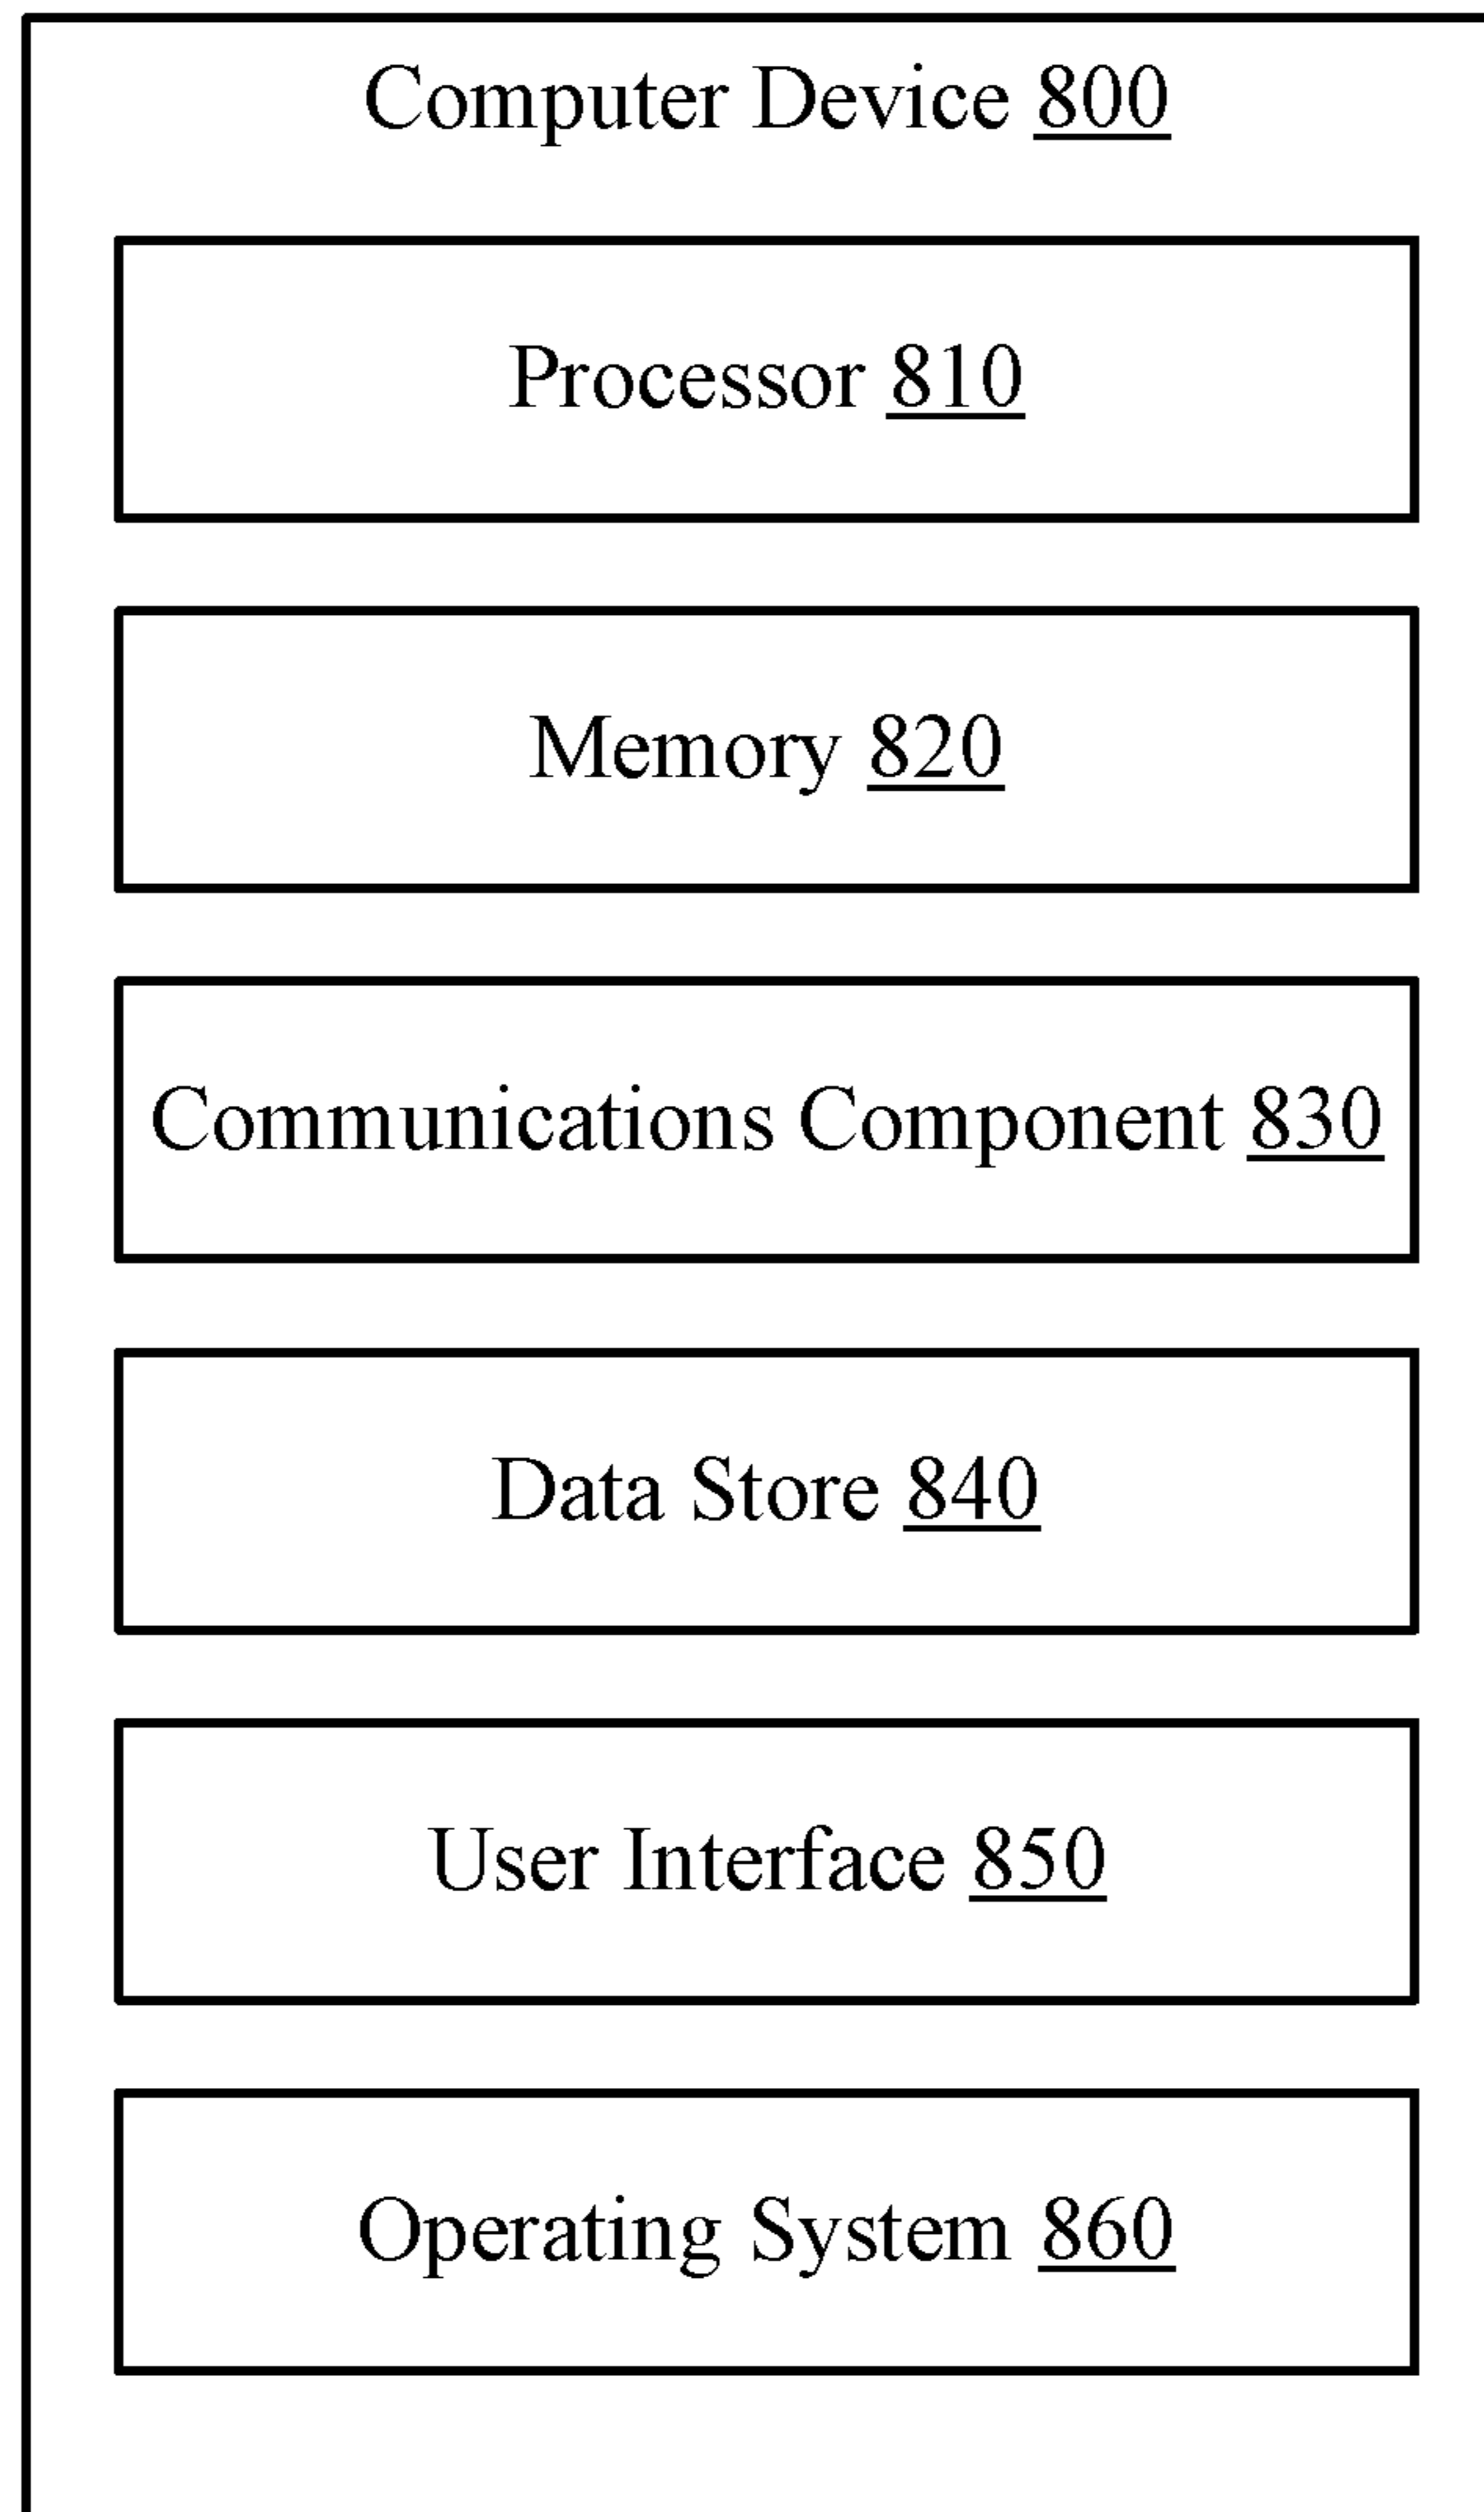 Computer Device 800
Processor 810
Memory 820
Communications Component 830
Data Store 840
User Interface 850
Operating System 860